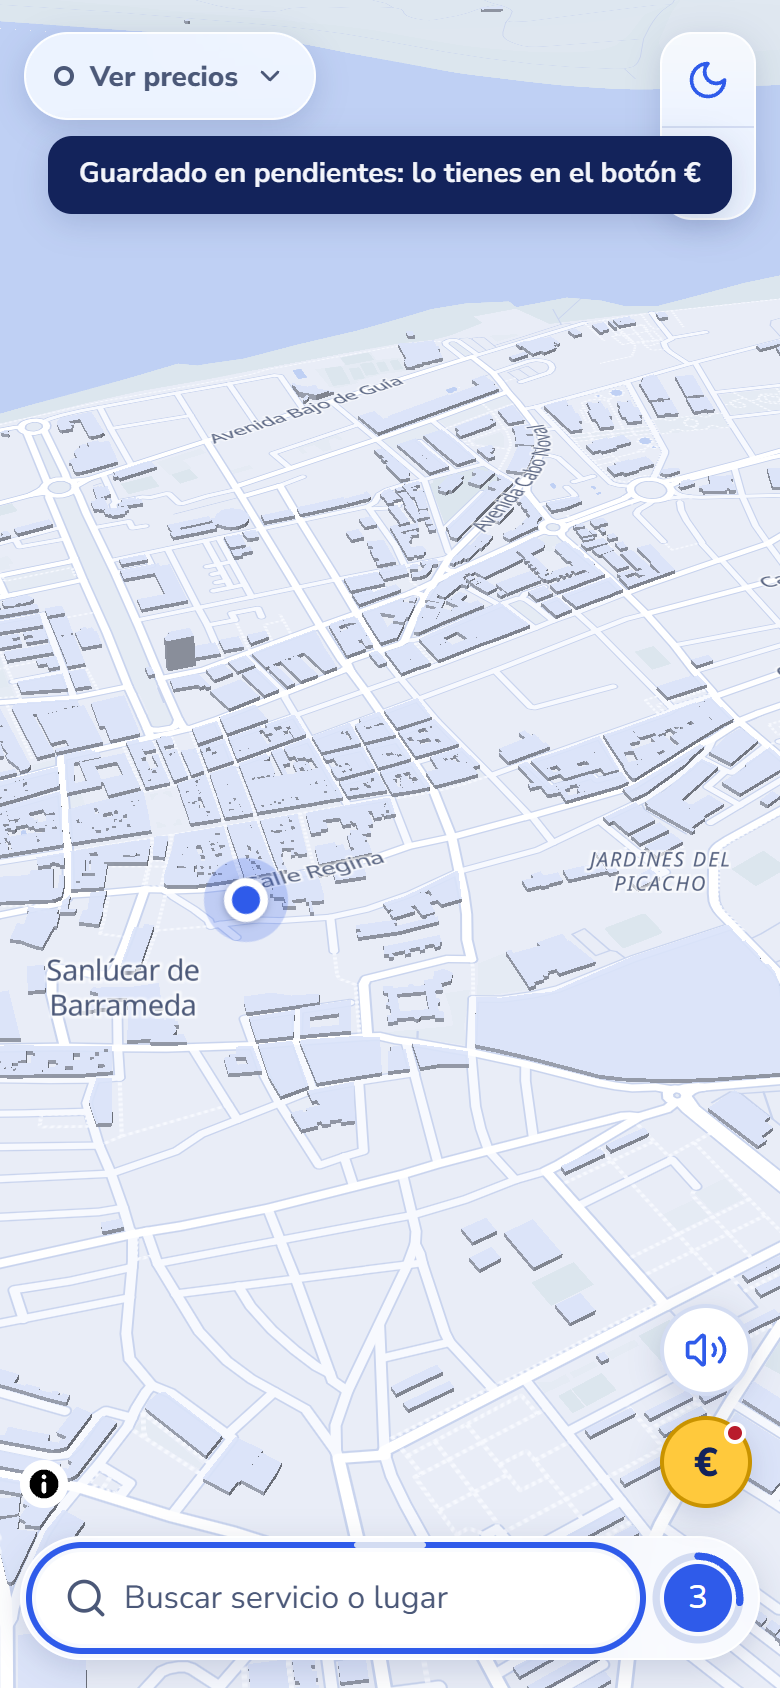 Ver precios
Guardado en pendientes: lo tienes en el botón €
Avenida Bajo de Guía
Avenida Cabo Noval
Ca
JARDINES DEL
PICACHO
alle Regina
Sanlúcar de
Barrameda
€
Buscar servicio o lugar
3